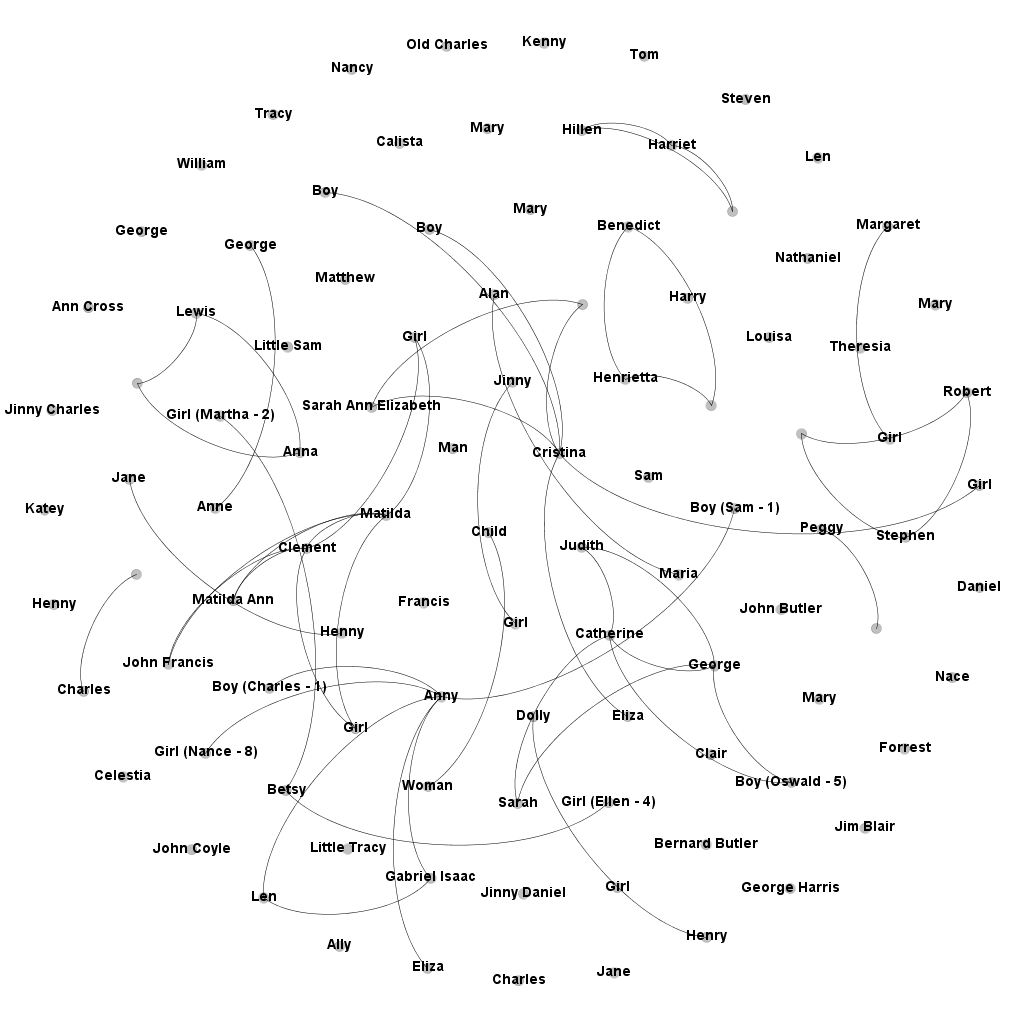 Old Charles
Kenny
Tom
Nancy
Steven
Tracy
Mary
Hillen
Calista
Harriet
Len
William
Boy
Mary
Benedict
Margaret
Boy
George
George
Nathaniel
Matthew
Alan
Harry
Mary
Ann Cross
Lewis
Girl
Louisa
Little Sam
Theresia
Henrietta
Jinny
Robert
Sarah Ann Elizabeth
Jinny Charles
Girl (Martha - 2)
Girl
Man
Anna
Cristina
Jane
Sam
Girl
Anne
Boy (Sam - 1)
Katey
Matilda
Peggy
Child
Stephen
Clement
Judith
Maria
Daniel
Matilda Ann
Francis
Henny
John Butler
Girl
Henny
Catherine
John Francis
George
Nace
Boy (Charles - 1)
Charles
Anny
Mary
Dolly
Eliza
Girl
Forrest
Girl (Nance - 8)
Clair
Celestia
Boy (Oswald - 5)
Woman
Betsy
Sarah
Girl (Ellen - 4)
Jim Blair
Bernard Butler
John Coyle
Little Tracy
Gabriel Isaac
Girl
George Harris
Jinny Daniel
Len
Henry
Ally
Eliza
Jane
Charles